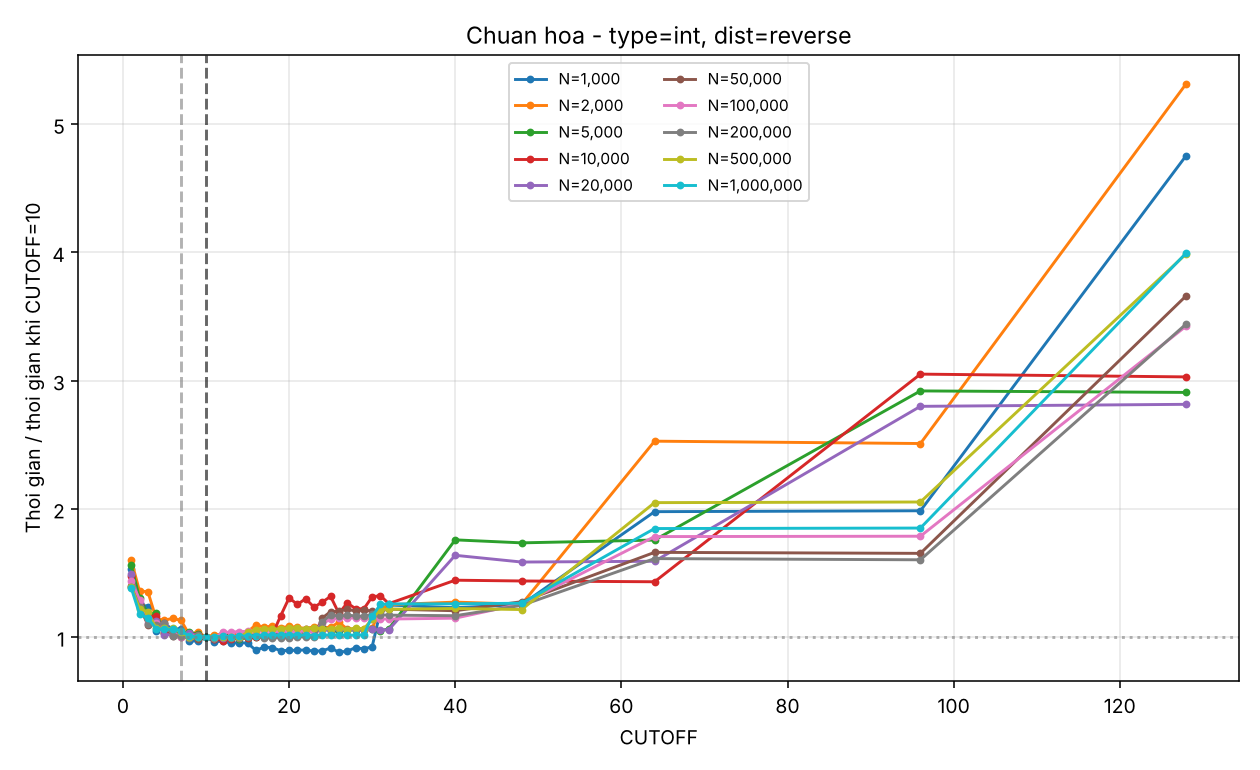 Chuan hoa - type=int, dist=reverse
N=1,000
N=2,000
N=5,000
N=10,000
N=20,000
N=50,000
N=100,000
N=200,000
N=500,000
N=1,000,000
Thoi gian / thoi gian khi CUTOFF=10
5
4
3
2
1
0 20 40 60 80 100 120
CUTOFF